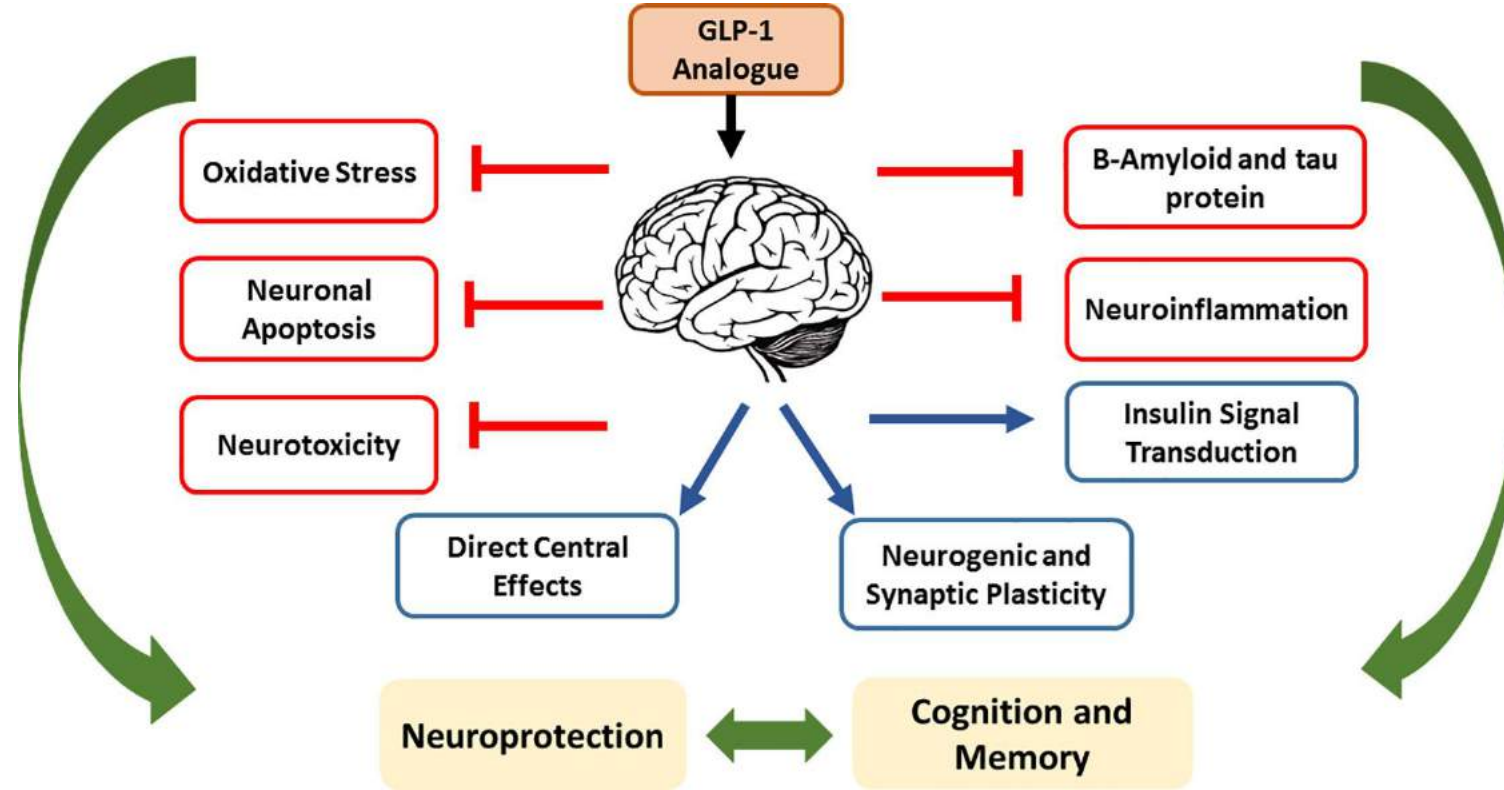 GLP-1
Analogue
Oxidative Stress
B-Amyloid and tau
protein
Neuronal
Apoptosis
Neuroinflammation
Neurotoxicity
Insulin Signal
Transduction
Direct Central
Effects
Neurogenic and
Synaptic Plasticity
Neuroprotection
Cognition and
Memory